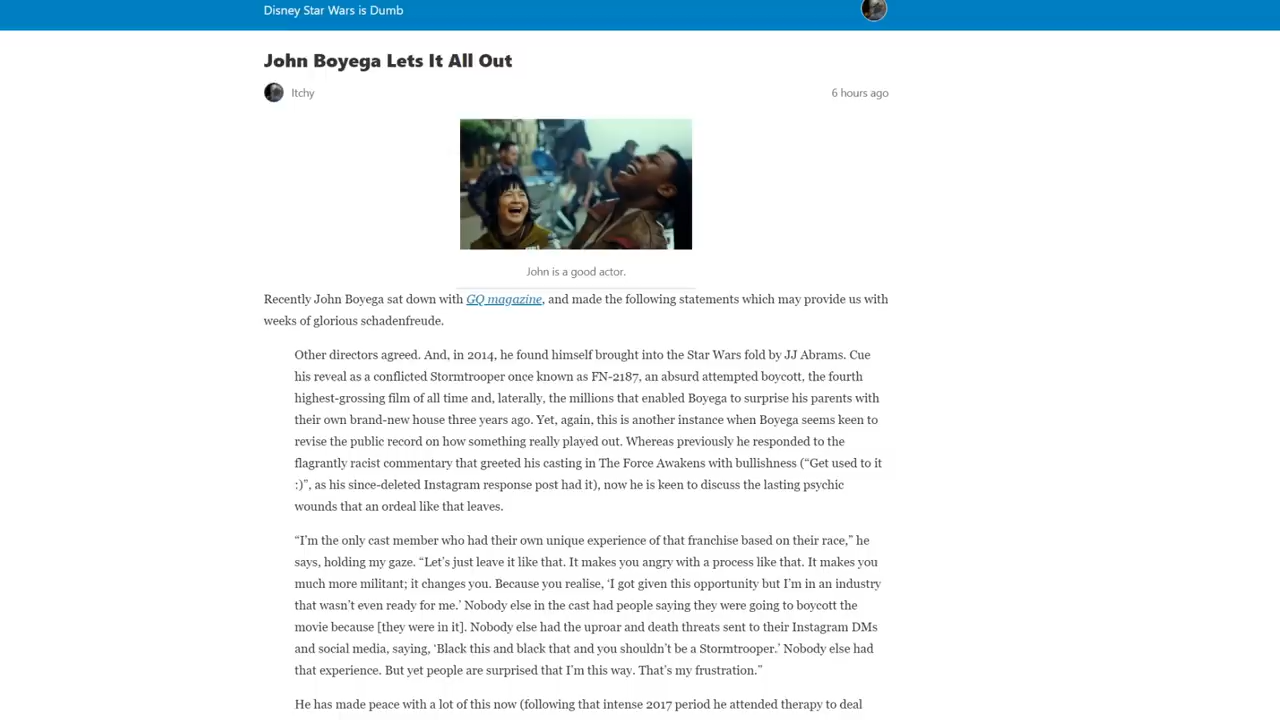 Disney Star Wars is Dumb
John Boyega Lets It All Out
Itchy
6 hours ago
John is a good actor.
Recently John Boyega sat down with GQ magazine, and made the following statements which may provide us with
weeks of glorious schadenfreude.
Other directors agreed. And, in 2014, he found himself brought into the Star Wars fold by JJ Abrams. Cue
his reveal as a conflicted Stormtrooper once known as FN-2187, an absurd attempted boycott, the fourth
highest-grossing film of all time and, laterally, the millions that enabled Boyega to surprise his parents with
their own brand-new house three years ago. Yet, again, this is another instance when Boyega seems keen to
revise the public record on how something really played out. Whereas previously he responded to the
flagrantly racist commentary that greeted his casting in The Force Awakens with bullishness (“Get used to it
:)”, as his since-deleted Instagram response post had it), now he is keen to discuss the lasting psychic
wounds that an ordeal like that leaves.
“I’m the only cast member who had their own unique experience of that franchise based on their race,” he
says, holding my gaze. “Let’s just leave it like that. It makes you angry with a process like that. It makes you
much more militant; it changes you. Because you realise, ‘I got given this opportunity but I’m in an industry
that wasn’t even ready for me.’ Nobody else in the cast had people saying they were going to boycott the
movie because [they were in it]. Nobody else had the uproar and death threats sent to their Instagram DMs
and social media, saying, ‘Black this and black that and you shouldn’t be a Stormtrooper.’ Nobody else had
that experience. But yet people are surprised that I’m this way. That’s my frustration.”
He has made peace with a lot of this now (following that intense 2017 period he attended therapy to deal